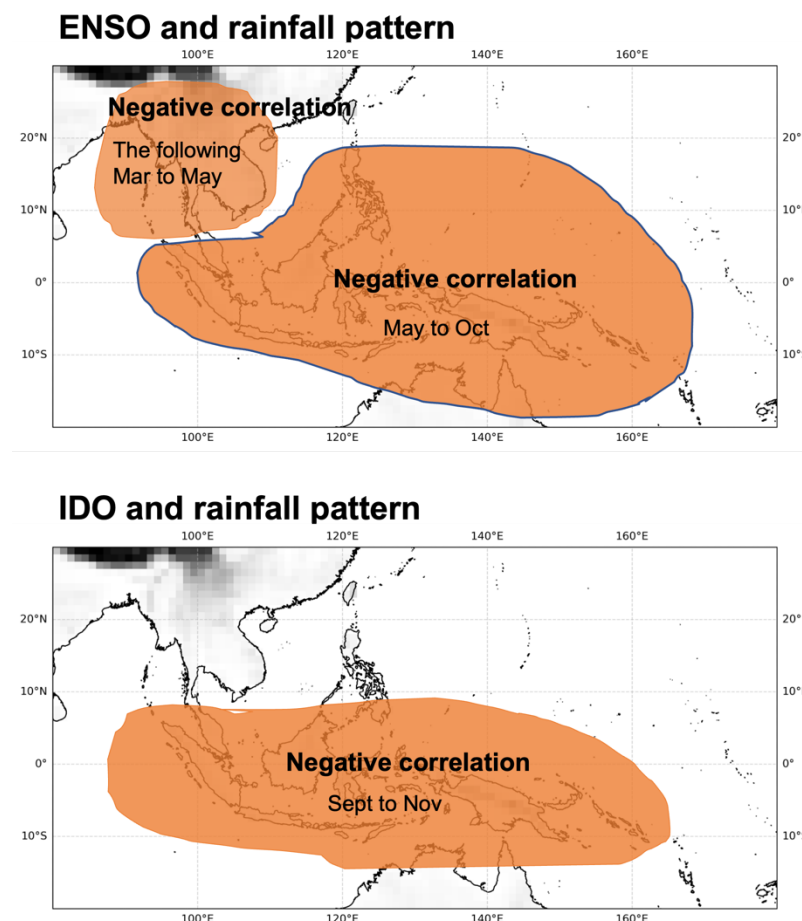 ENSO and rainfall pattern
100°E 120°E 140°E 160°E
Negative correlation
20°N 20°
The following
Mar to May
10°N 10°
Negative correlation
0° 0°
May to Oct
10°S 10°
100°E 120°E 140°E 160°E
IDO and rainfall pattern
100°E 120°E 140°E 160°E
20°N 20°
10°N 10°
Negative correlation
0° 0°
Sept to Nov
10°S 10°
100°E 120°E 140°E 160°E